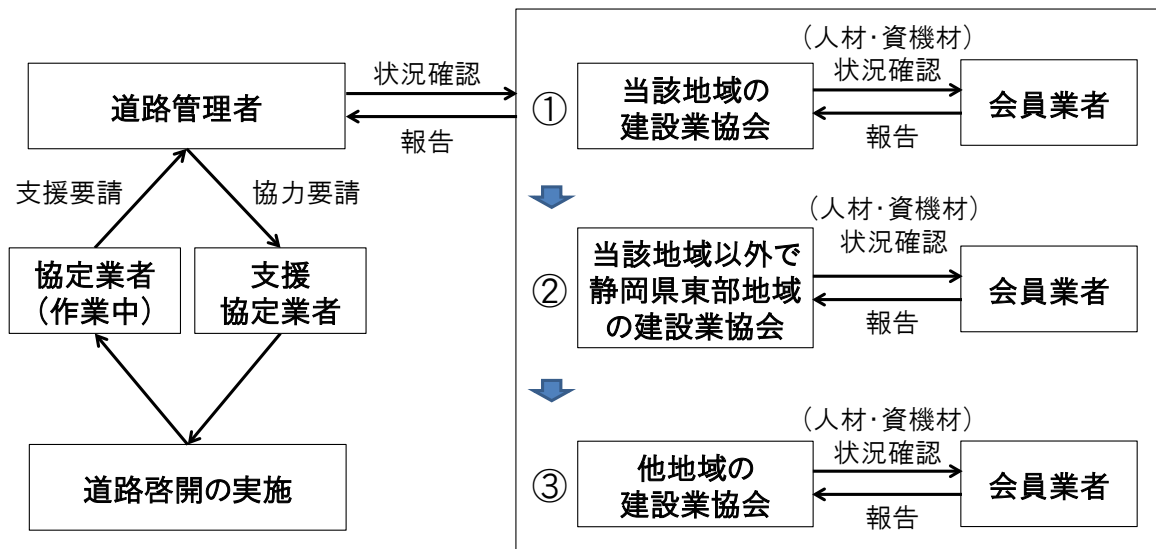 道路管理者
状況確認
報告
支援要請
協力要請
協定業者
（作業中）
支援
協定業者
道路啓開の実施
①
当該地域の
建設業協会
（人材・資機材）
状況確認
報告
会員業者
②
当該地域以外で
静岡県東部地域
の建設業協会
（人材・資機材）
状況確認
報告
会員業者
③
他地域の
建設業協会
（人材・資機材）
状況確認
報告
会員業者